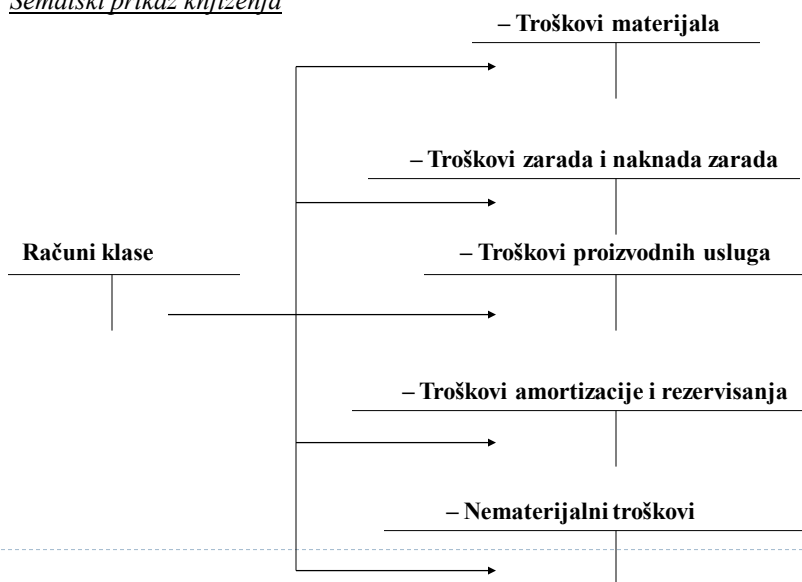 Šematski prikaz knjiženja
– Troškovi materijala
– Troškovi zarada i naknada zarada
Računi klase
– Troškovi proizvodnih usluga
– Troškovi amortizacije i rezervisanja
– Nematerijalni troškovi